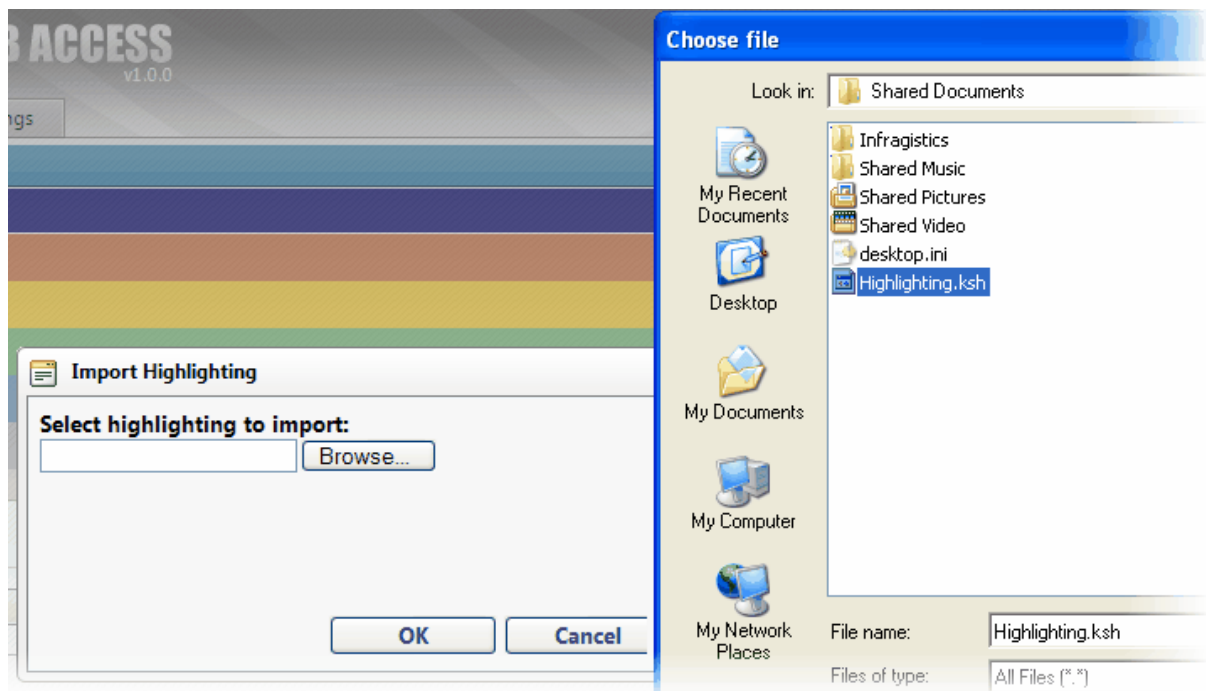 B ACCESS
v1.0.0
ngs
Import Highlighting
Select highlighting to import:
Browse...
OK
Cancel
Choose file
Look in:
Shared Documents
My Recent
Documents
Desktop
My Documents
My Computer
My Network
Places
Infragistics
Shared Music
Shared Pictures
Shared Video
desktop.ini
Highlighting.ksh
File name:
Highlighting.ksh
Files of type:
All Files (*.*)